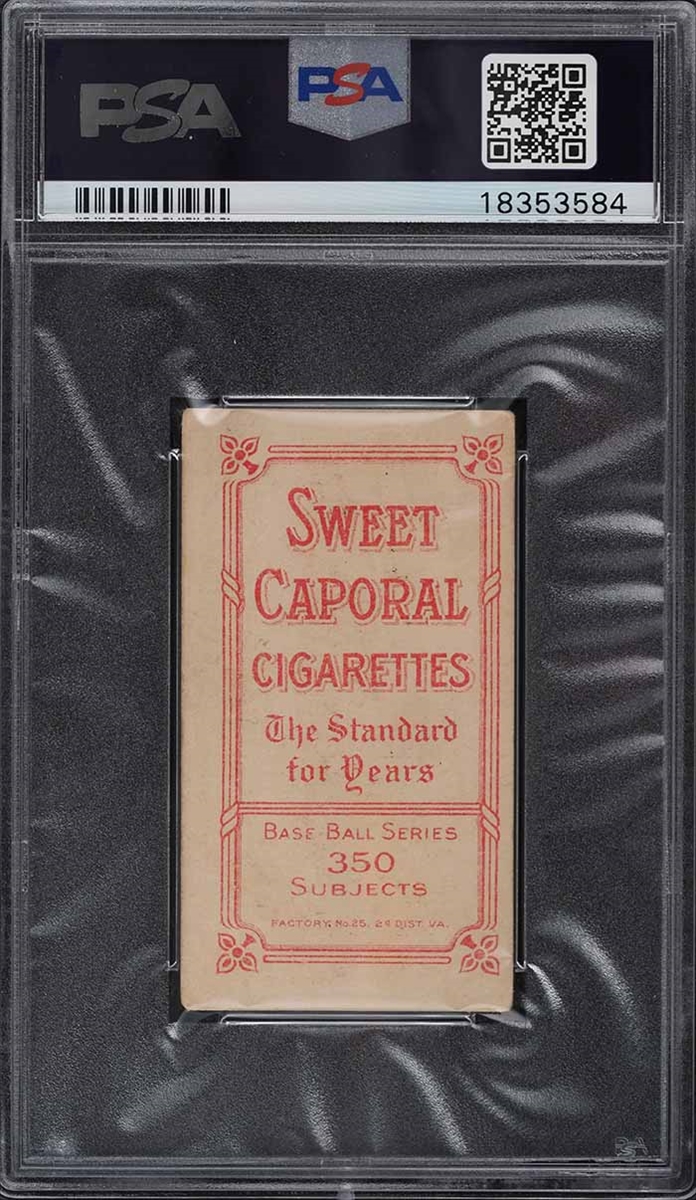 PSA
PSA
18353584
SWEET
CAPORAL
CIGARETTES
The Standard
for Years
BASE BALL SERIES
350
SUBJECTS
FACTORY, No. 25, 2d DIST. VA.
PSA